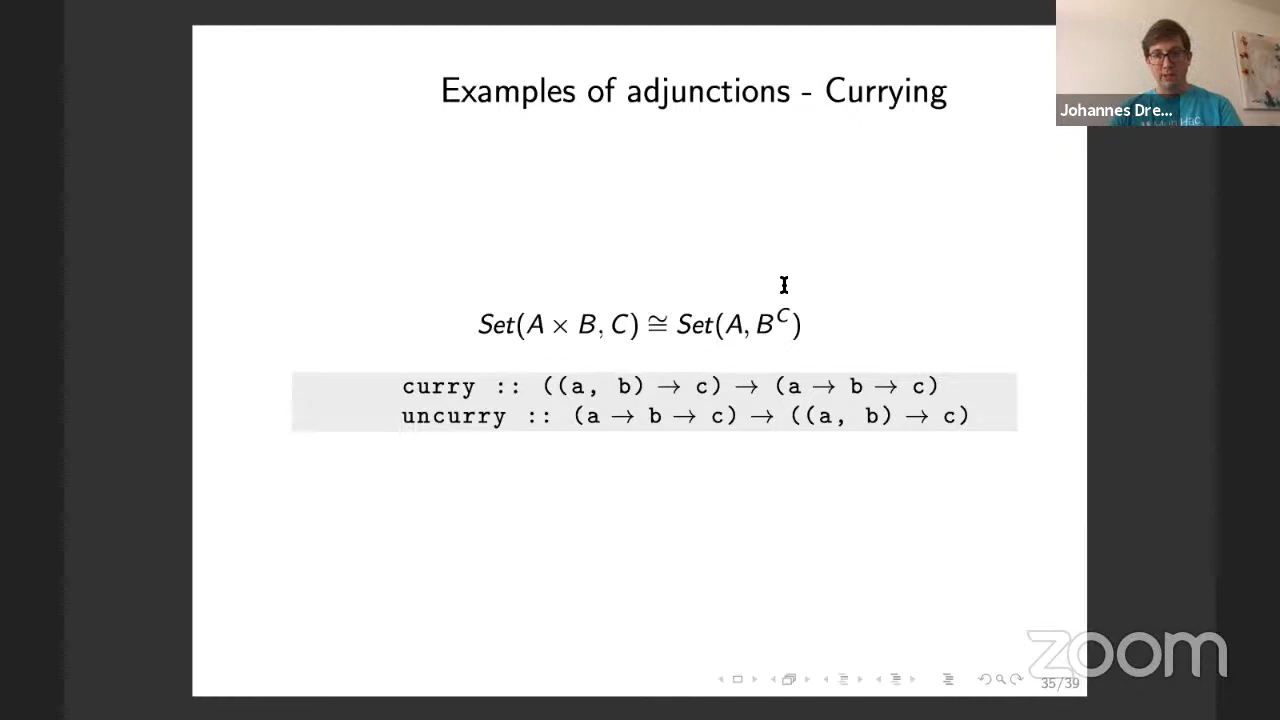 Examples of adjunctions - Currying
Johannes Dre...
Set(A × B, C) ≅ Set(A, B^C)
curry :: ((a, b) → c) → (a → b → c)
uncurry :: (a → b → c) → ((a, b) → c)
zoom
35/39